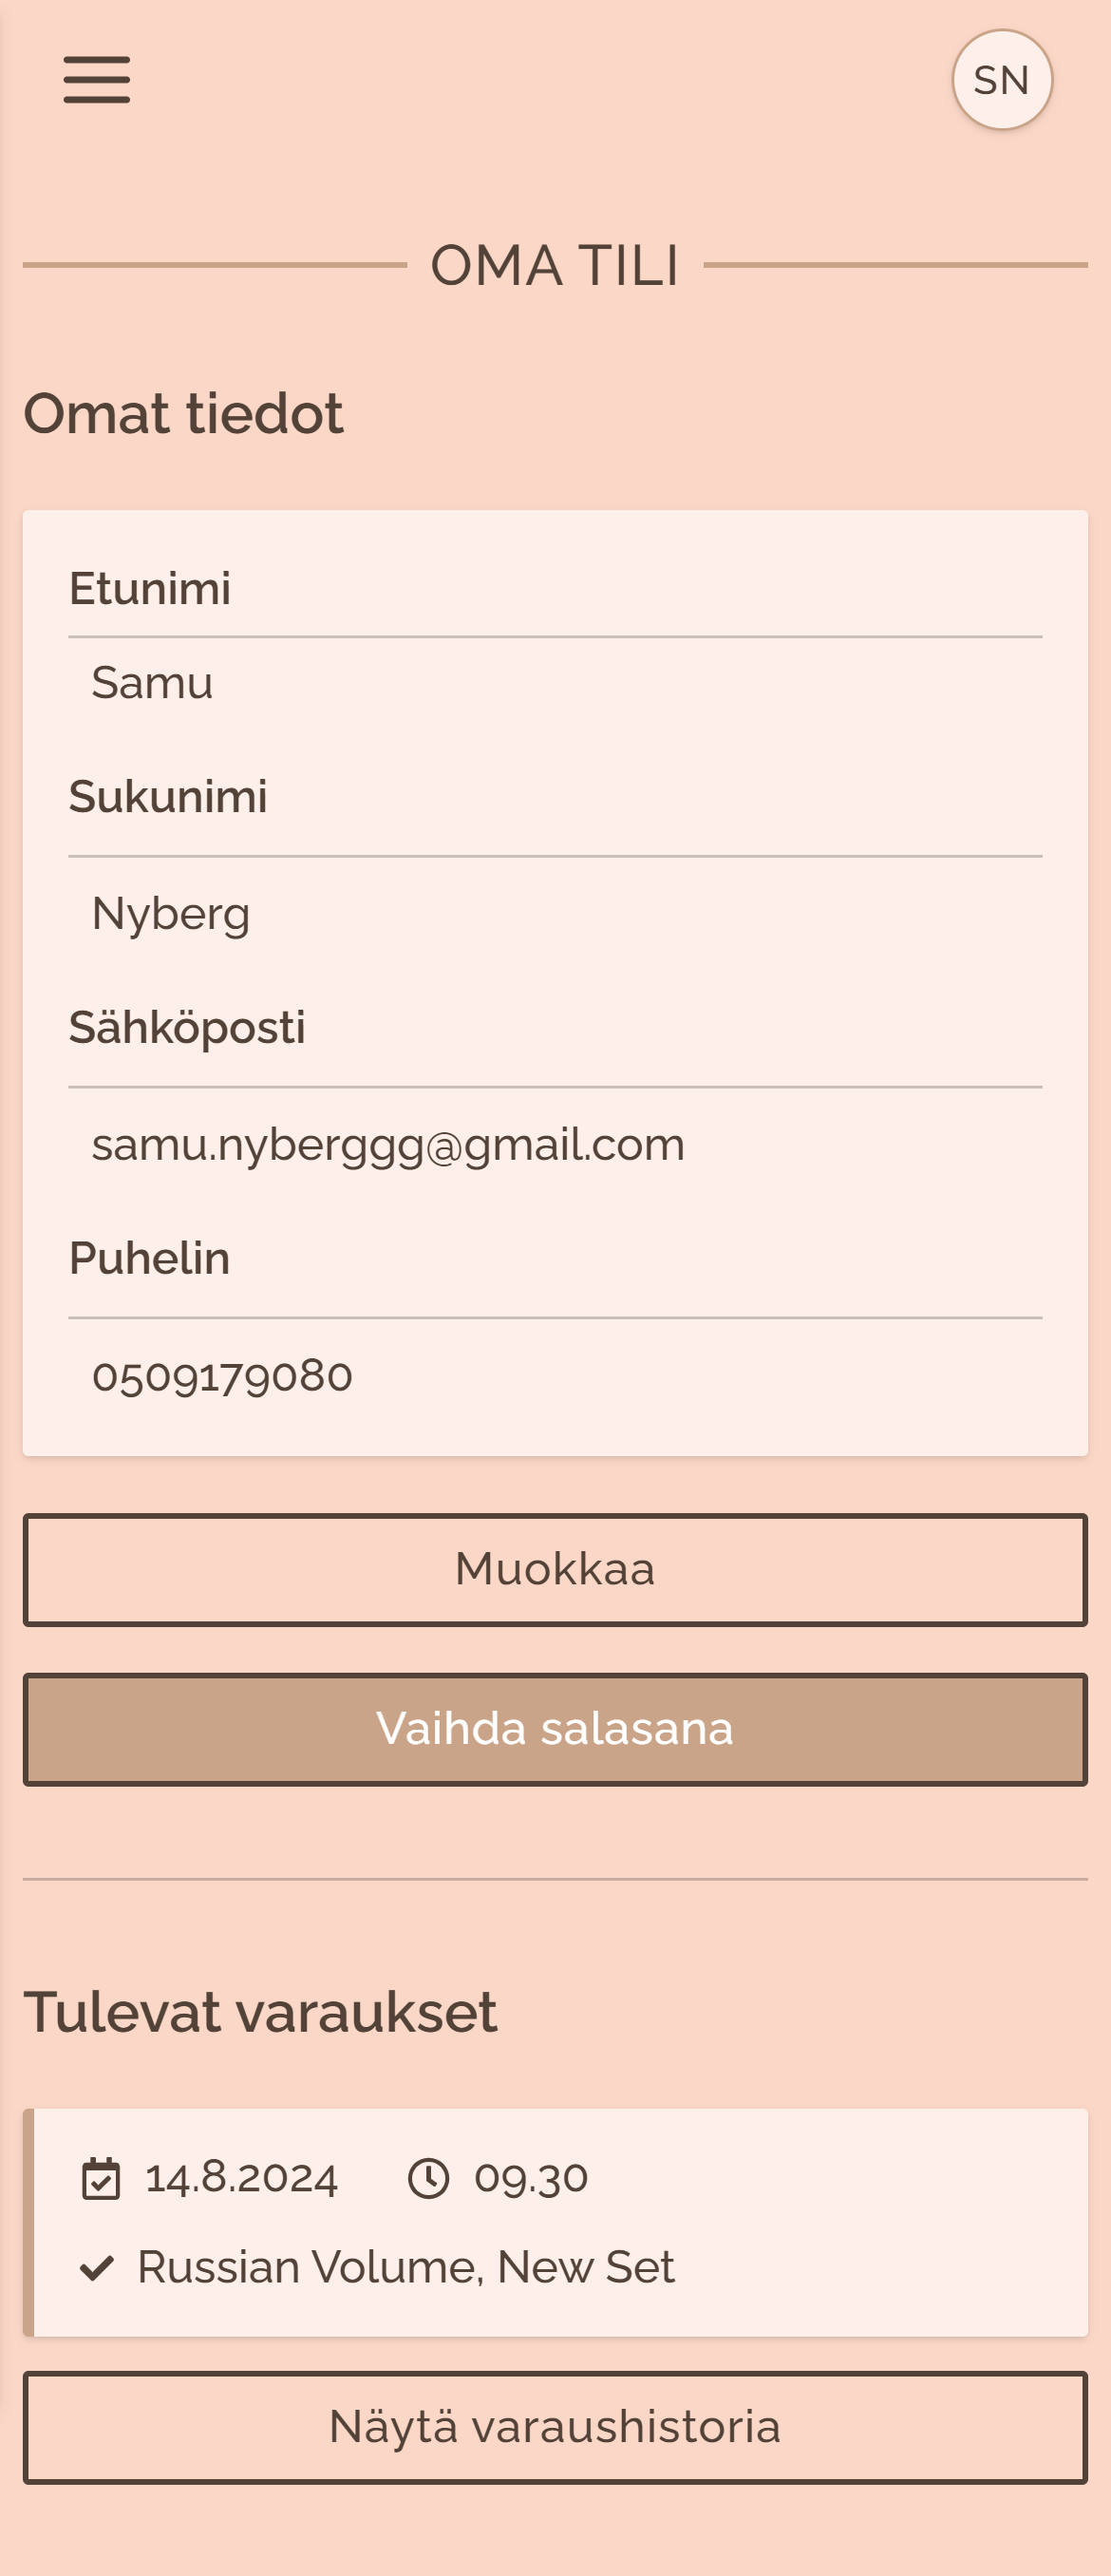 SN
OMA TILI
Omat tiedot
Etunimi
Samu
Sukunimi
Nyberg
Sähköposti
samu.nyberggg@gmail.com
Puhelin
0509179080
Muokkaa
Vaihda salasana
Tulevat varaukset
14.8.2024 09.30
Russian Volume, New Set
Näytä varaushistoria